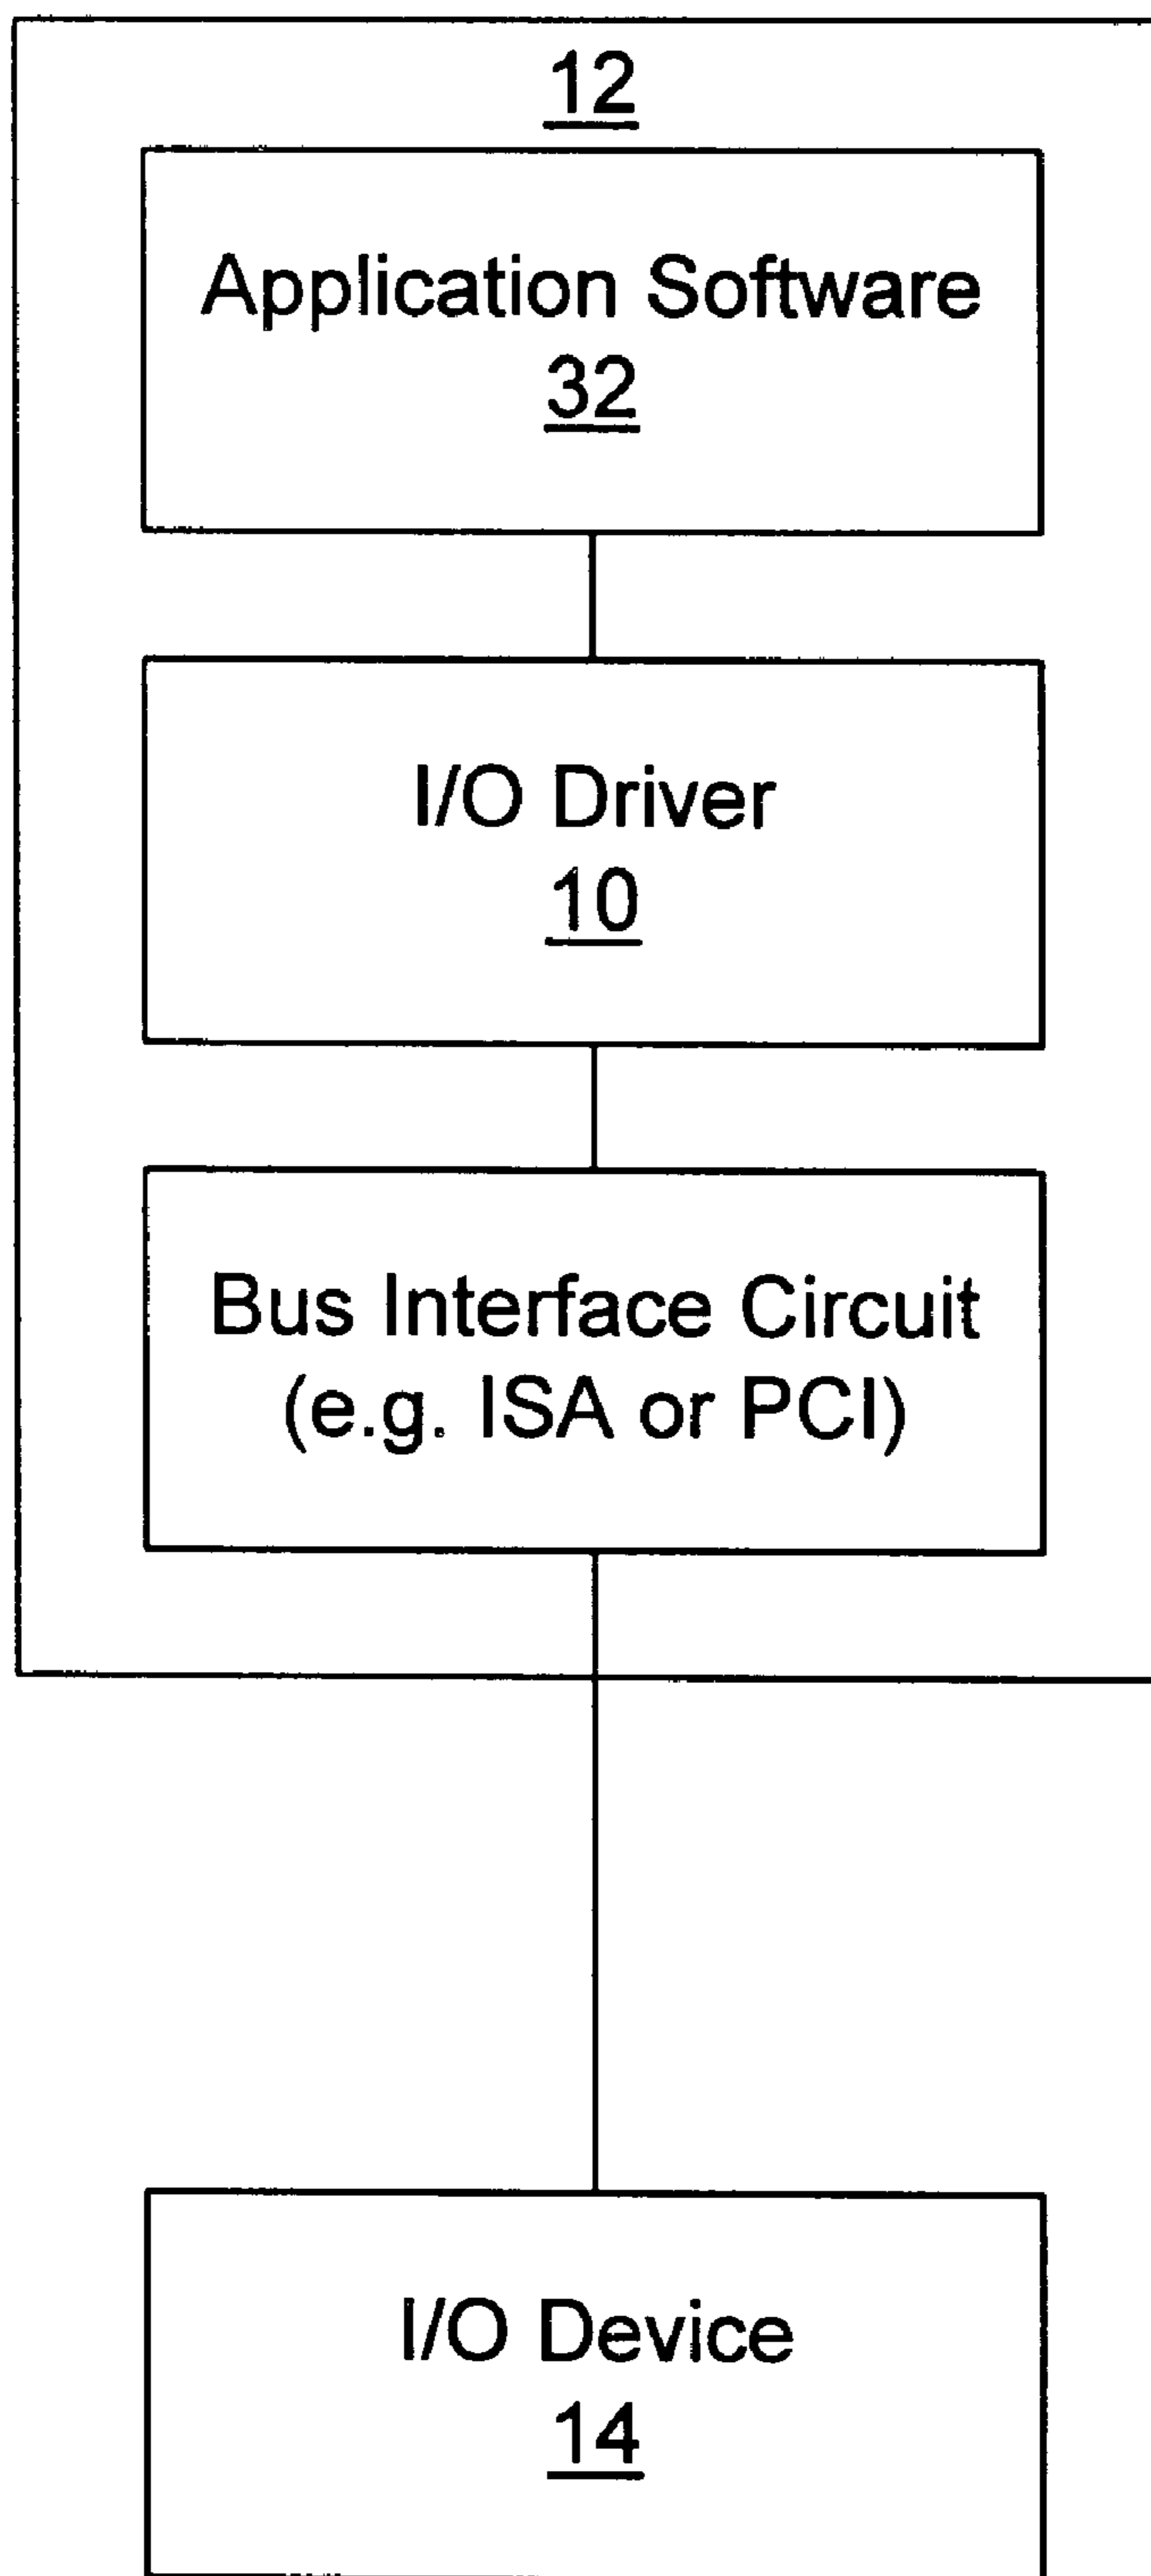 12
Application Software
32
I/O Driver
10
Bus Interface Circuit
(e.g. ISA or PCI)
I/O Device
14